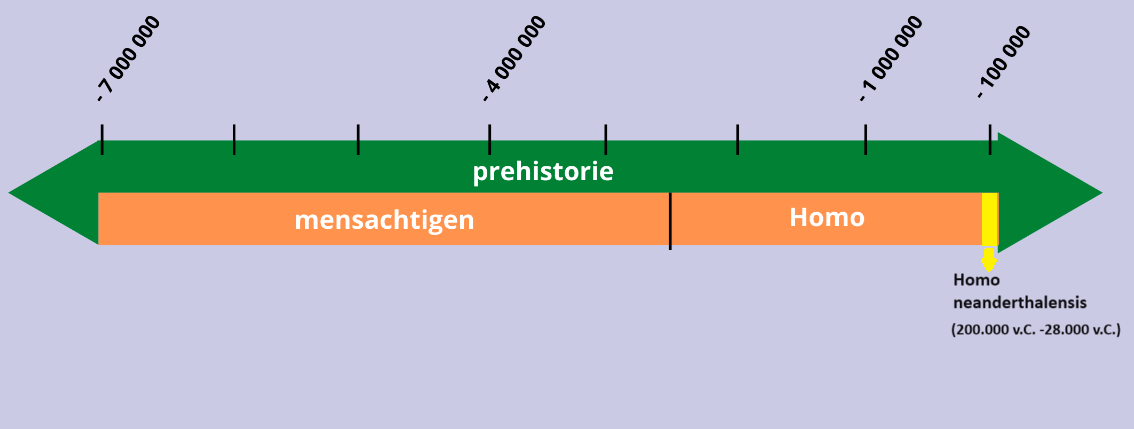 - 7 000 000
- 4 000 000
- 1 000 000
- 100 000
prehistorie
mensachtigen
Homo
Homo
neanderthalensis
(200.000 v.C. -28.000 v.C.)